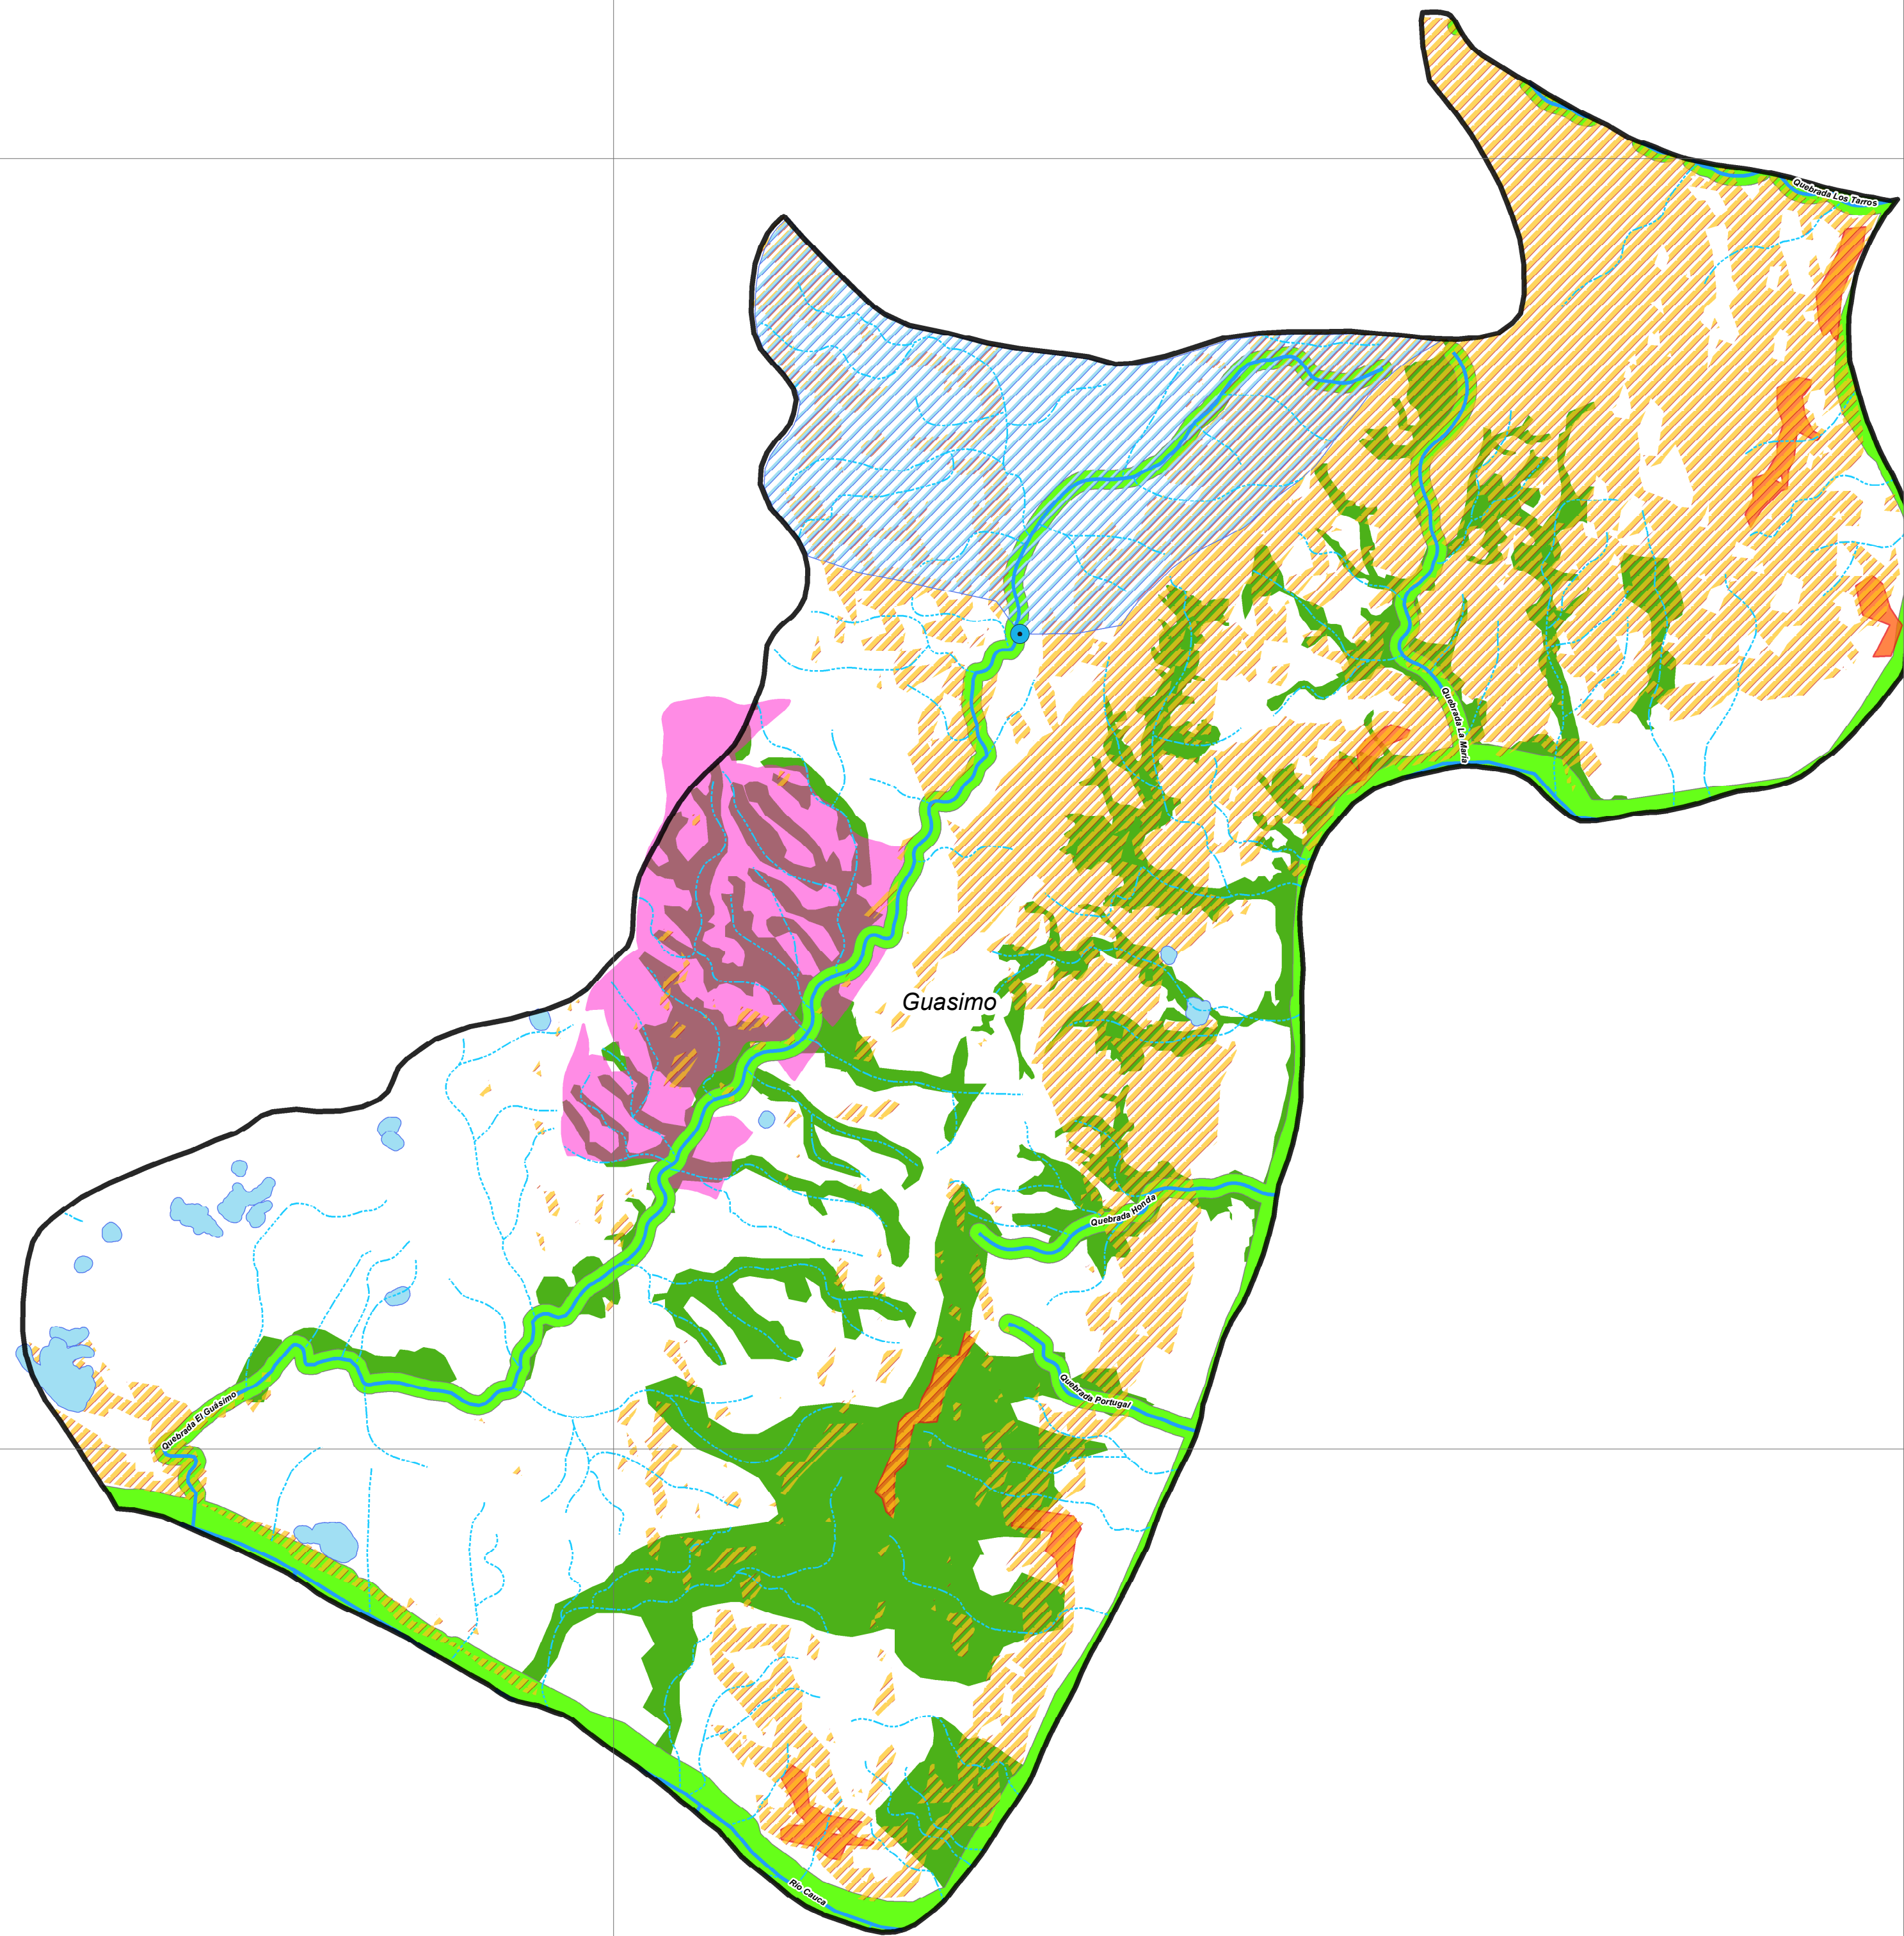 Quebrada Los Tarros
Quebrada La María
Guasimo
Quebrada Honda
Quebrada Portugal
Quebrada El Guásimo
Río Cauca